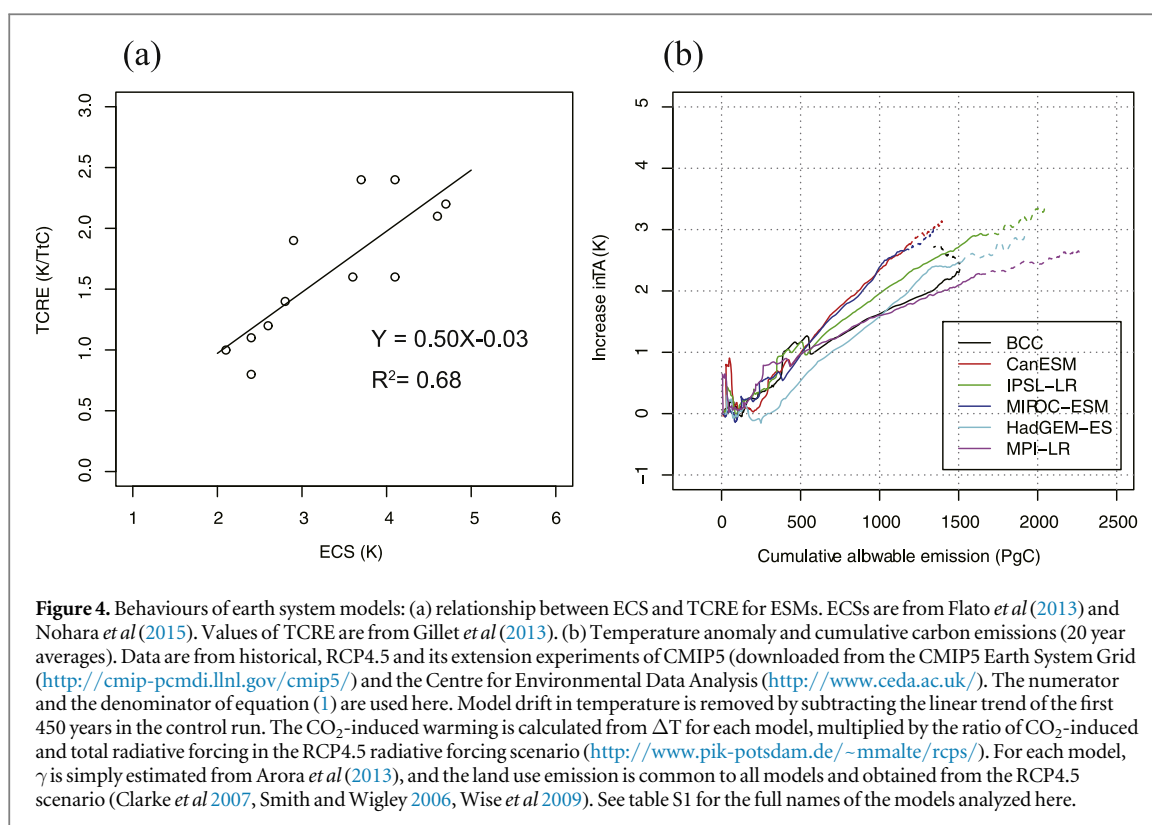 (a)
(b)
TCRE (K/TtC)
3.0
2.5
2.0
1.5
1.0
0.5
0.0
Y = 0.50X-0.03
R2= 0.68
1 2 3 4 5 6
ECS (K)
Increase inTA(K)
5
4
3
2
1
0
−1
BCC
CanESM
IPSL−LR
MIROC−ESM
HadGEM−ES
MPI−LR
0 500 1000 1500 2000 2500
Cumulative albwable emission (PgC)
Figure 4. Behaviours of earth system models: (a) relationship between ECS and TCRE for ESMs. ECSs are from Flato et al (2013) and
Nohara et al (2015). Values of TCRE are from Gillet et al (2013). (b) Temperature anomaly and cumulative carbon emissions (20 year
averages). Data are from historical, RCP4.5 and its extension experiments of CMIP5 (downloaded from the CMIP5 Earth System Grid
(http://cmip-pcmdi.llnl.gov/cmip5/) and the Centre for Environmental Data Analysis (http://www.ceda.ac.uk/). The numerator
and the denominator of equation (1) are used here. Model drift in temperature is removed by subtracting the linear trend of the first
450 years in the control run. The CO2-induced warming is calculated from ΔT for each model, multiplied by the ratio of CO2-induced
and total radiative forcing in the RCP4.5 radiative forcing scenario (http://www.pik-potsdam.de/~mmalte/rcps/). For each model,
γ is simply estimated from Arora et al (2013), and the land use emission is common to all models and obtained from the RCP4.5
scenario (Clarke et al 2007, Smith and Wigley 2006, Wise et al 2009). See table S1 for the full names of the models analyzed here.